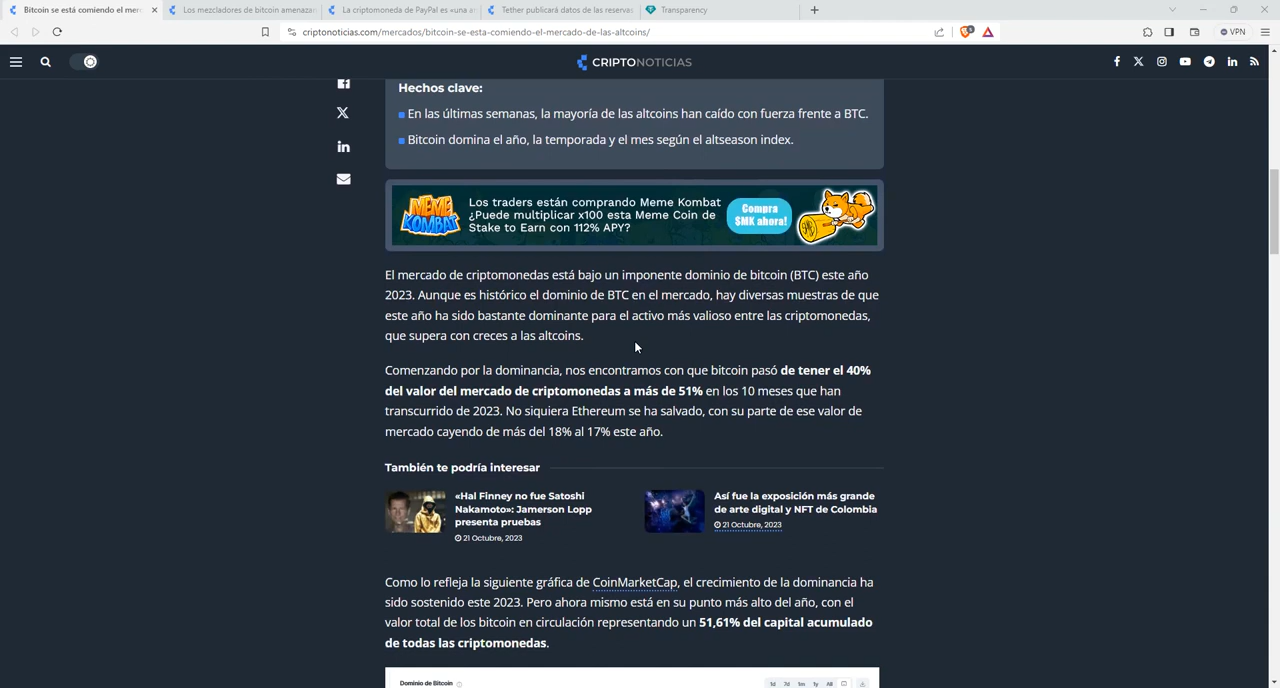 Bitcoin se está comiendo el mer
Los mezcladores de bitcoin amenaza
La criptomoneda de PayPal es «una a
Tether publicará datos de las reservas
Transparency
criptonoticias.com/mercados/bitcoin-se-esta-comiendo-el-mercado-de-las-altcoins/
VPN
CRIPTONOTICIAS
Hechos clave:
En las últimas semanas, la mayoría de las altcoins han caído con fuerza frente a BTC.
Bitcoin domina el año, la temporada y el mes según el altseason index.
MEME KOMBAT
Los traders están comprando Meme Kombat
¿Puede multiplicar x100 esta Meme Coin de
Stake to Earn con 112% APY?
Compra
$MK ahora!
El mercado de criptomonedas está bajo un imponente dominio de bitcoin (BTC) este año
2023. Aunque es histórico el dominio de BTC en el mercado, hay diversas muestras de que
este año ha sido bastante dominante para el activo más valioso entre las criptomonedas,
que supera con creces a las altcoins.
Comenzando por la dominancia, nos encontramos con que bitcoin pasó de tener el 40%
del valor del mercado de criptomonedas a más de 51% en los 10 meses que han
transcurrido de 2023. No siquiera Ethereum se ha salvado, con su parte de ese valor de
mercado cayendo de más del 18% al 17% este año.
También te podría interesar
«Hal Finney no fue Satoshi
Nakamoto»: Jamerson Lopp
presenta pruebas
21 Octubre, 2023
Así fue la exposición más grande
de arte digital y NFT de Colombia
21 Octubre, 2023
Como lo refleja la siguiente gráfica de CoinMarketCap, el crecimiento de la dominancia ha
sido sostenido este 2023. Pero ahora mismo está en su punto más alto del año, con el
valor total de los bitcoin en circulación representando un 51,61% del capital acumulado
de todas las criptomonedas.
Dominio de Bitcoin
1d 7d 1m 1y All